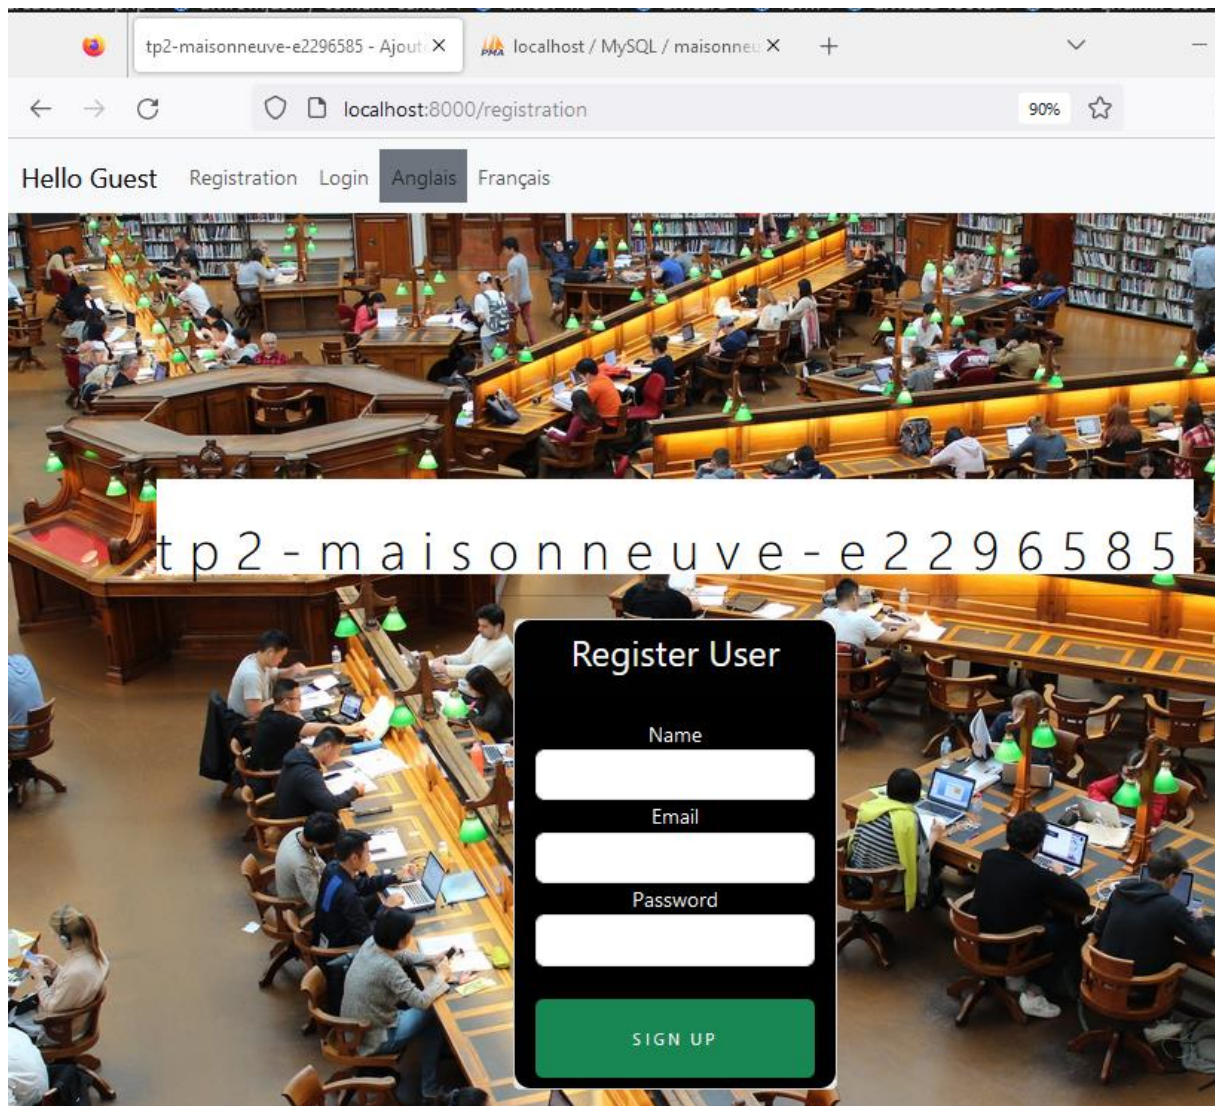 tp2-maisonneuve-e2296585 - Ajout
PMA localhost / MySQL / maisonneu
localhost:8000/registration
90%
Hello Guest Registration Login Anglais Français
tp2-maisonneuve-e2296585
Register User
Name
Email
Password
SIGN UP